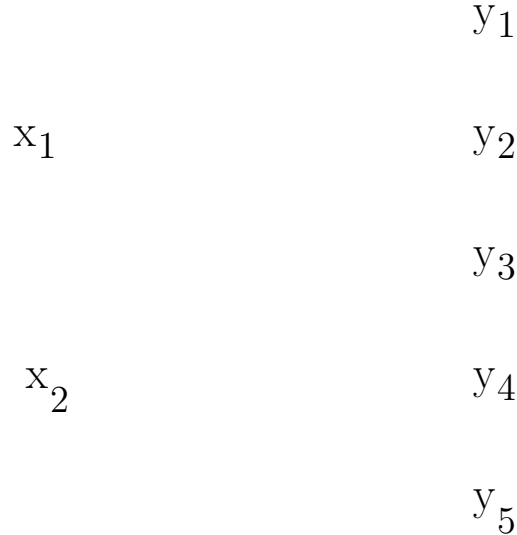 y₁
x₁ y₂
y₃
x₂ y₄
y₅